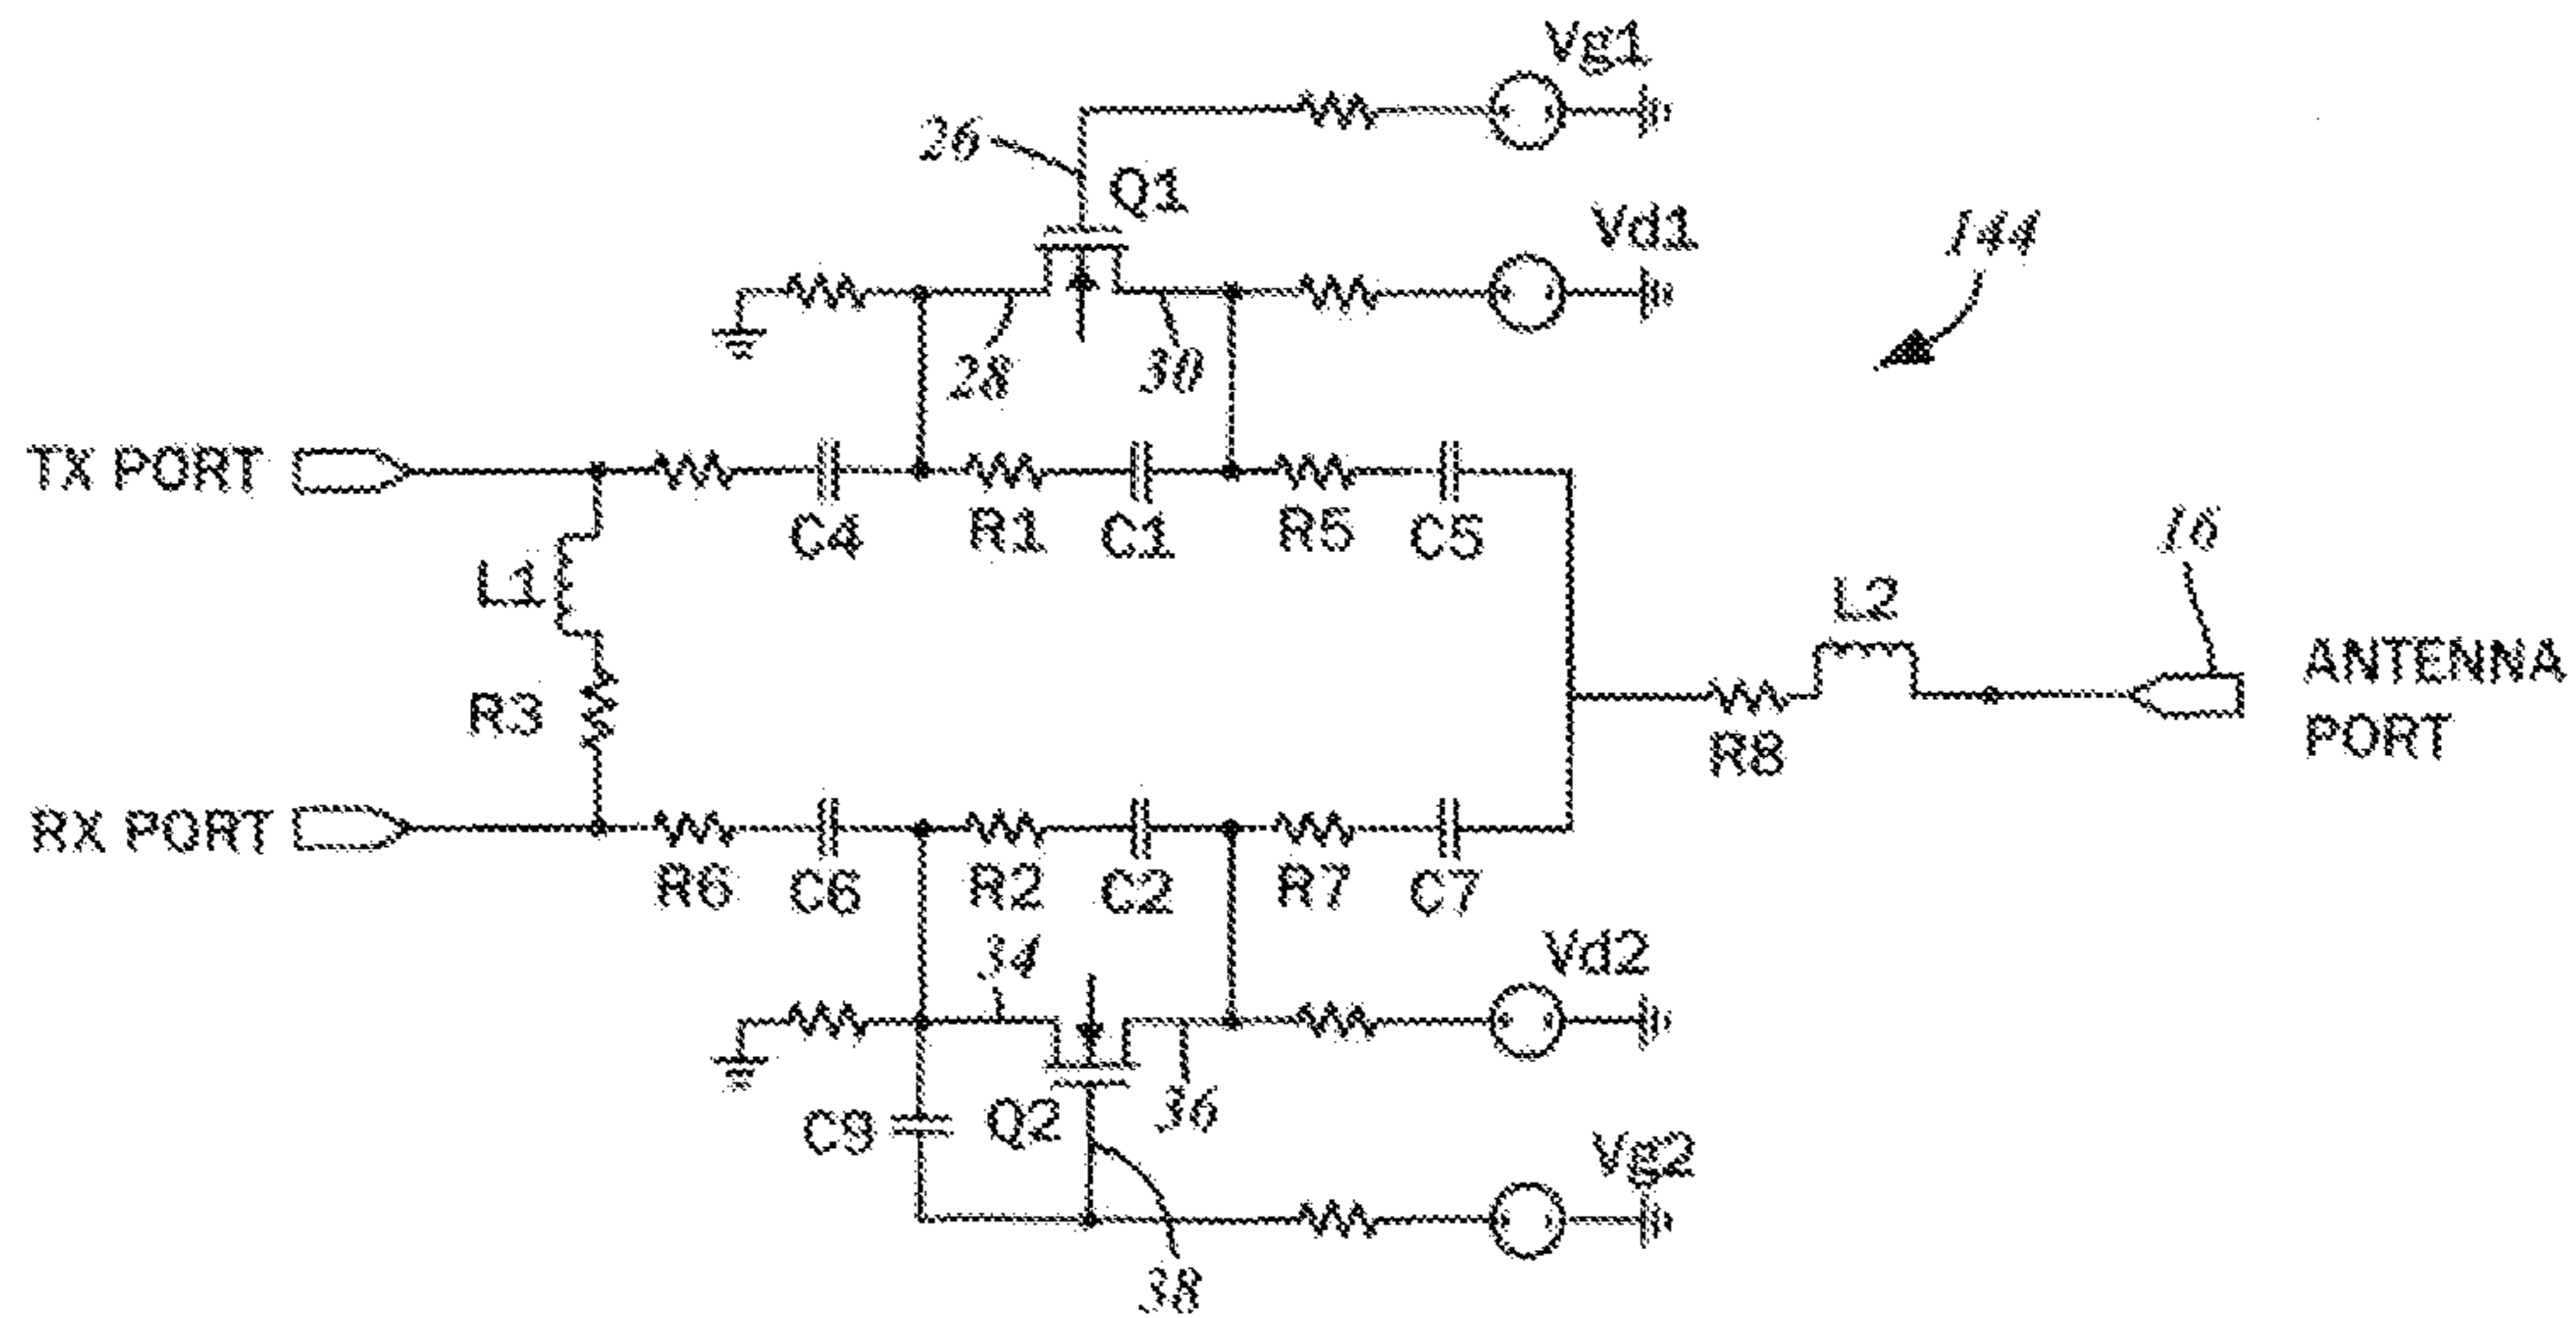 Vg1
26
Q1
Vd1
144
28
30
TX PORT
C4
R1
C1
R5
C5
16
L1
L2
R3
ANTENNA
PORT
R8
RX PORT
R6
C6
R2
C2
R7
C7
34
Vd2
C9
Q2
36
Vg2
38